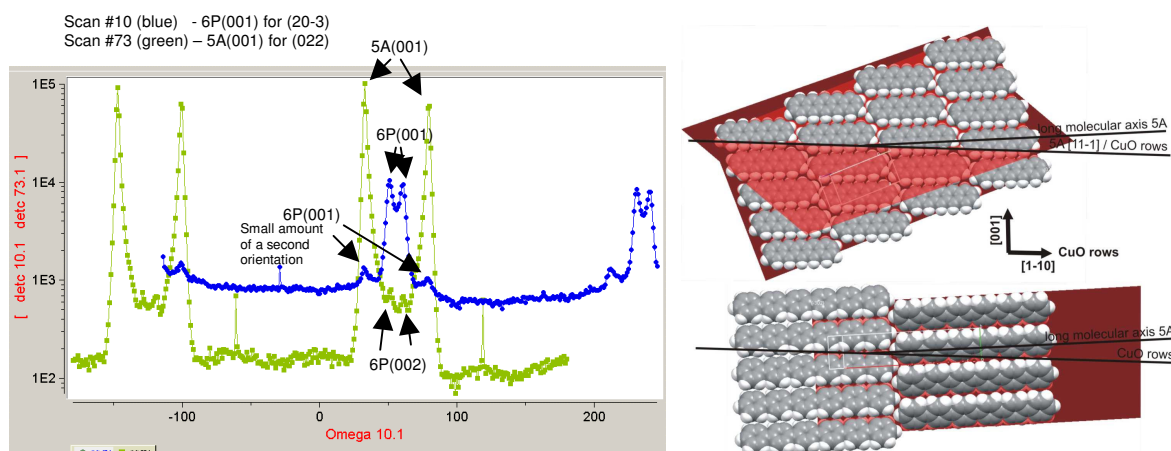 Scan #10 (blue)   - 6P(001) for (20-3)
Scan #73 (green) – 5A(001) for (022)
5A(001)
1E5
6P(001)
1E4
6P(001)
Small amount
of a second
orientation
1E3
6P(002)
1E2
[ detc 10.1 detc 73.1 ]
-100
0
100
200
Omega 10.1
long molecular axis 5A
5A [11-1] / CuO rows
[001]
CuO rows
[1-10]
long molecular axis 5A
CuO rows